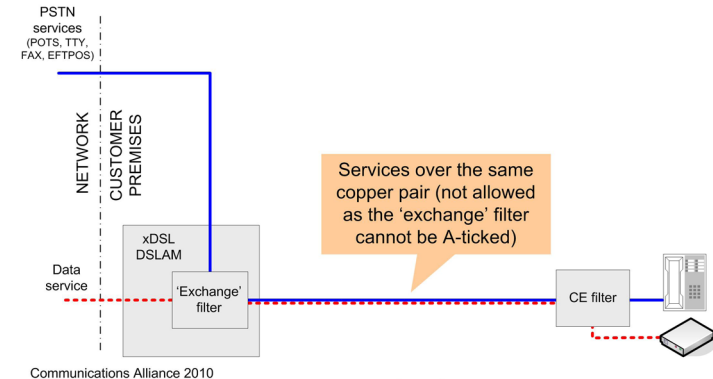 PSTN
services
(POTS, TTY,
FAX, EFTPOS)
NETWORK
CUSTOMER
PREMISES
Services over the same
copper pair (not allowed
as the ‘exchange’ filter
cannot be A-ticked)
xDSL
DSLAM
Data
service
‘Exchange’
filter
CE filter
Communications Alliance 2010